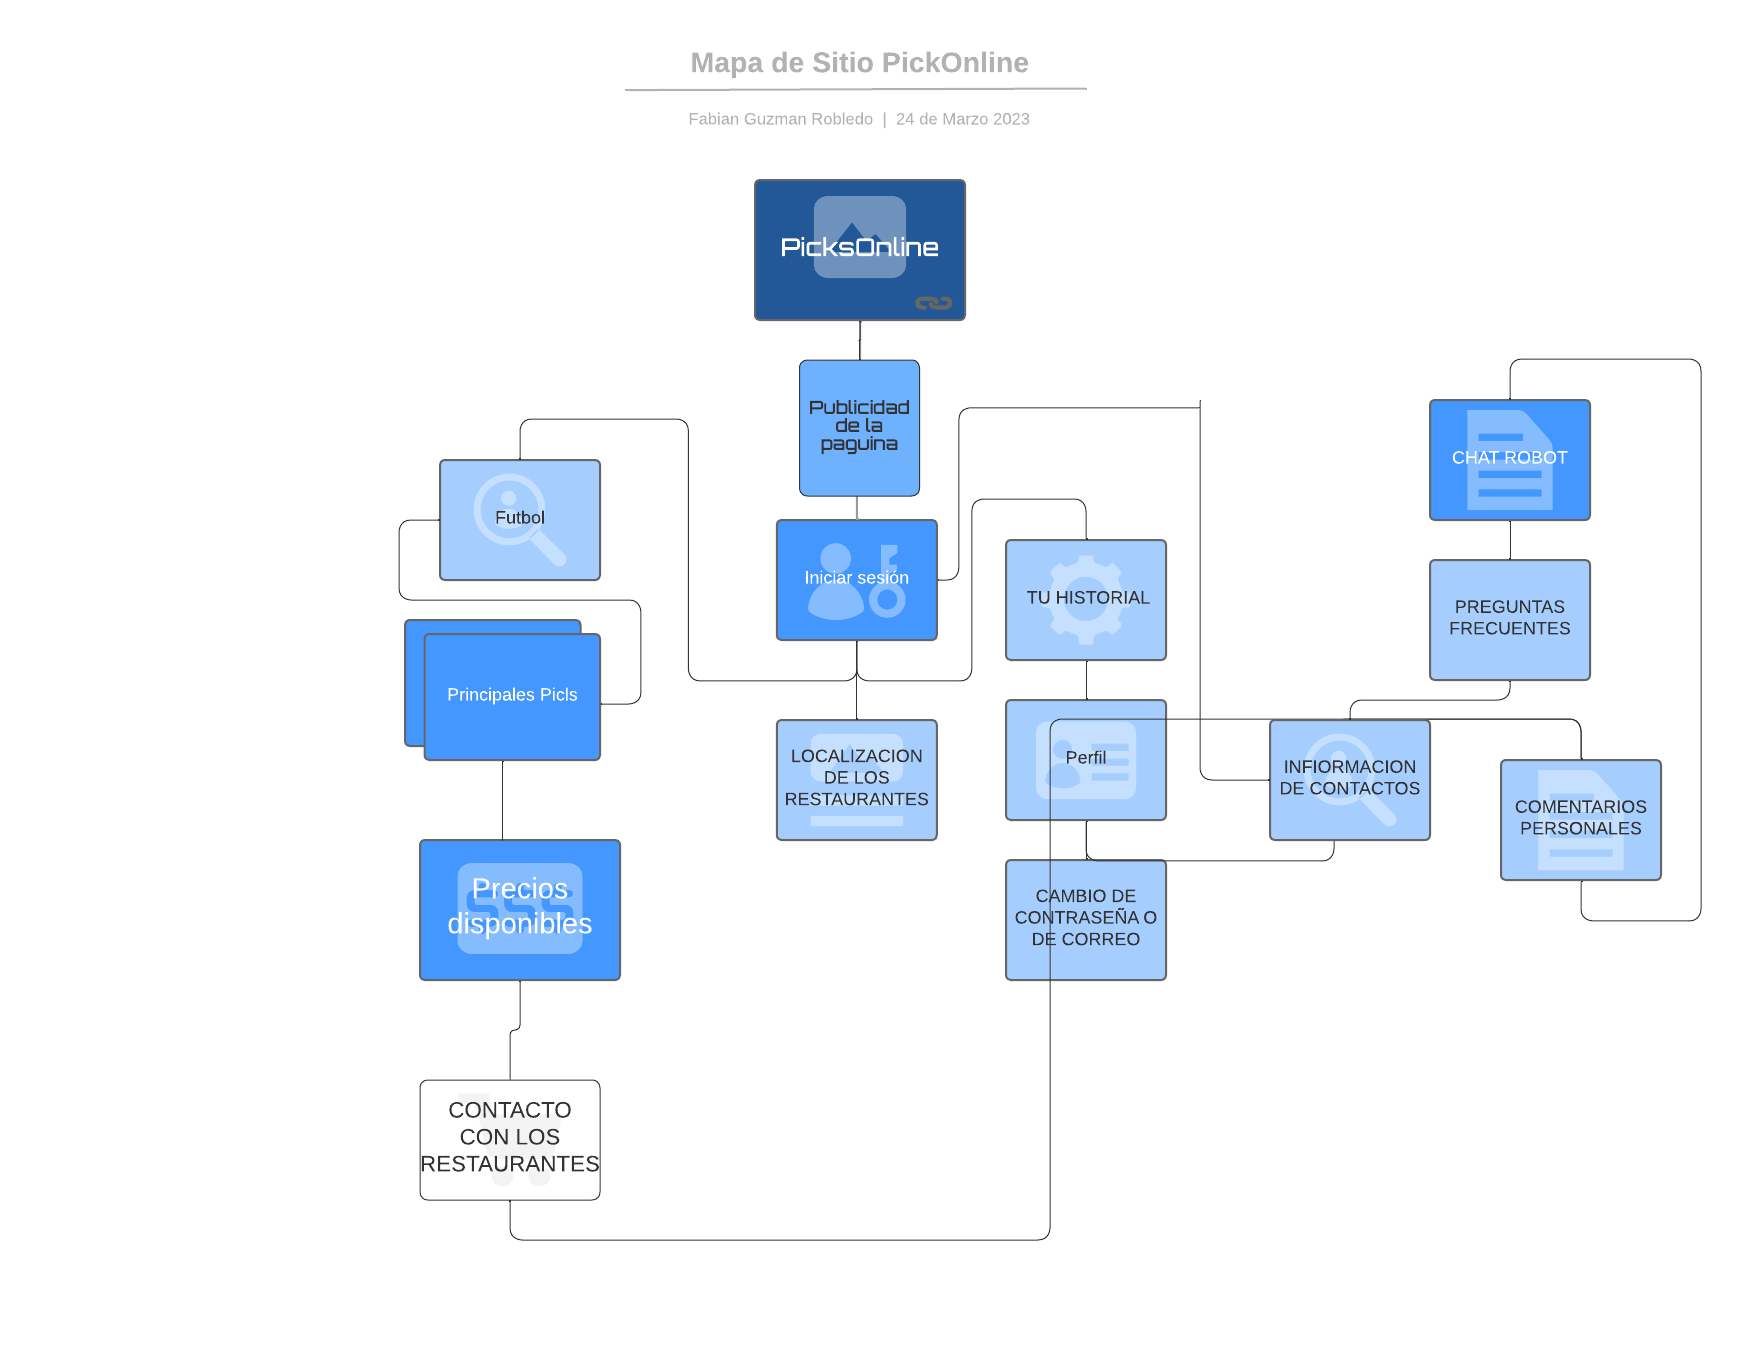 Mapa de Sitio PickOnline
Fabian Guzman Robledo | 24 de Marzo 2023
PicksOnline
Publicidad
de la
paguina
Futbol
Iniciar sesión
Principales Picls
LOCALIZACION
DE LOS
RESTAURANTES
Precios
disponibles
SSS
CONTACTO
CON LOS
RESTAURANTES
TU HISTORIAL
Perfil
CAMBIO DE
CONTRASEÑA O
DE CORREO
CHAT ROBOT
PREGUNTAS
FRECUENTES
INFIORMACION
DE CONTACTOS
COMENTARIOS
PERSONALES